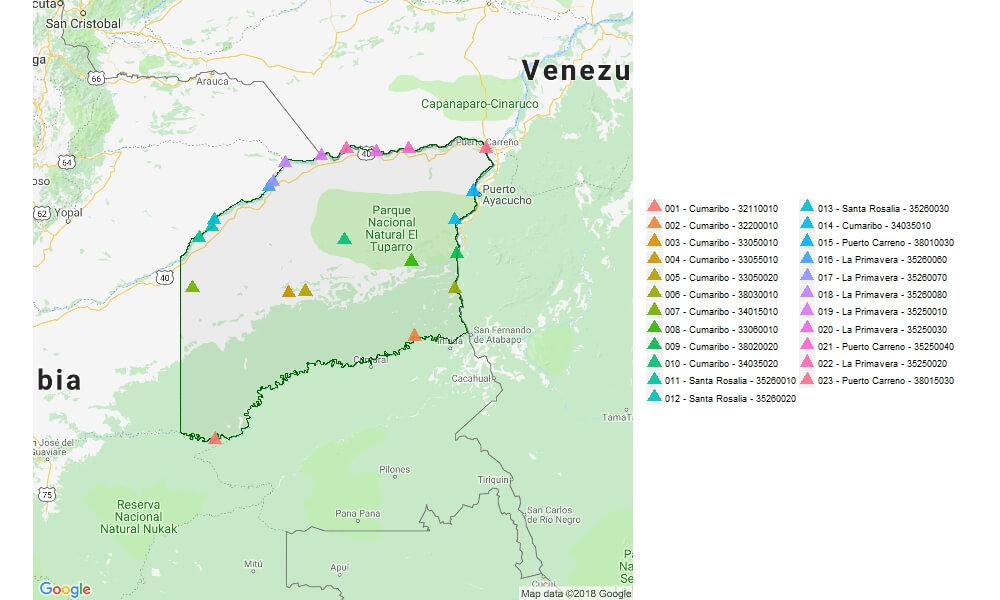 cuta
San Cristobal
ga
66
Arauca
Venezu
Capanaparo-Cinaruco
40
Puerto Carreño
64
oso
62
Yopal
Puerto
Ayacucho
Parque
Nacional
Natural El
Tuparro
40
San Fernando
de Atabapo
Cacahual
bia
TamaT
n José del
Guaviare
75
Pilones
Tiriquin
Reserva
Nacional
Natural Nukak
Pana Pana
San Carlos
de Río Negro
Mitú
Apuí
Cucuí
Pa
Na
Se
Google
Map data ©2018 Google
001 - Cumaribo - 32110010
002 - Cumaribo - 32200010
003 - Cumaribo - 33050010
004 - Cumaribo - 33055010
005 - Cumaribo - 33050020
006 - Cumaribo - 38030010
007 - Cumaribo - 34015010
008 - Cumaribo - 33060010
009 - Cumaribo - 38020020
010 - Cumaribo - 34035020
011 - Santa Rosalia - 35260010
012 - Santa Rosalia - 35260020
013 - Santa Rosalia - 35260030
014 - Cumaribo - 34035010
015 - Puerto Carreno - 38010030
016 - La Primavera - 35260060
017 - La Primavera - 35260070
018 - La Primavera - 35260080
019 - La Primavera - 35250010
020 - La Primavera - 35250030
021 - Puerto Carreno - 35250040
022 - La Primavera - 35250020
023 - Puerto Carreno - 38015030